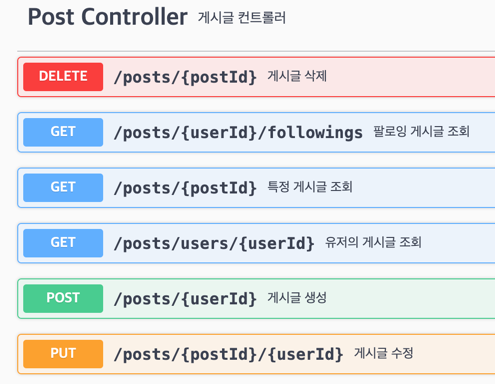 Post Controller 게시글 컨트롤러
DELETE /posts/{postId} 게시글 삭제
GET /posts/{userId}/followings 팔로잉 게시글 조회
GET /posts/{postId} 특정 게시글 조회
GET /posts/users/{userId} 유저의 게시글 조회
POST /posts/{userId} 게시글 생성
PUT /posts/{postId}/{userId} 게시글 수정